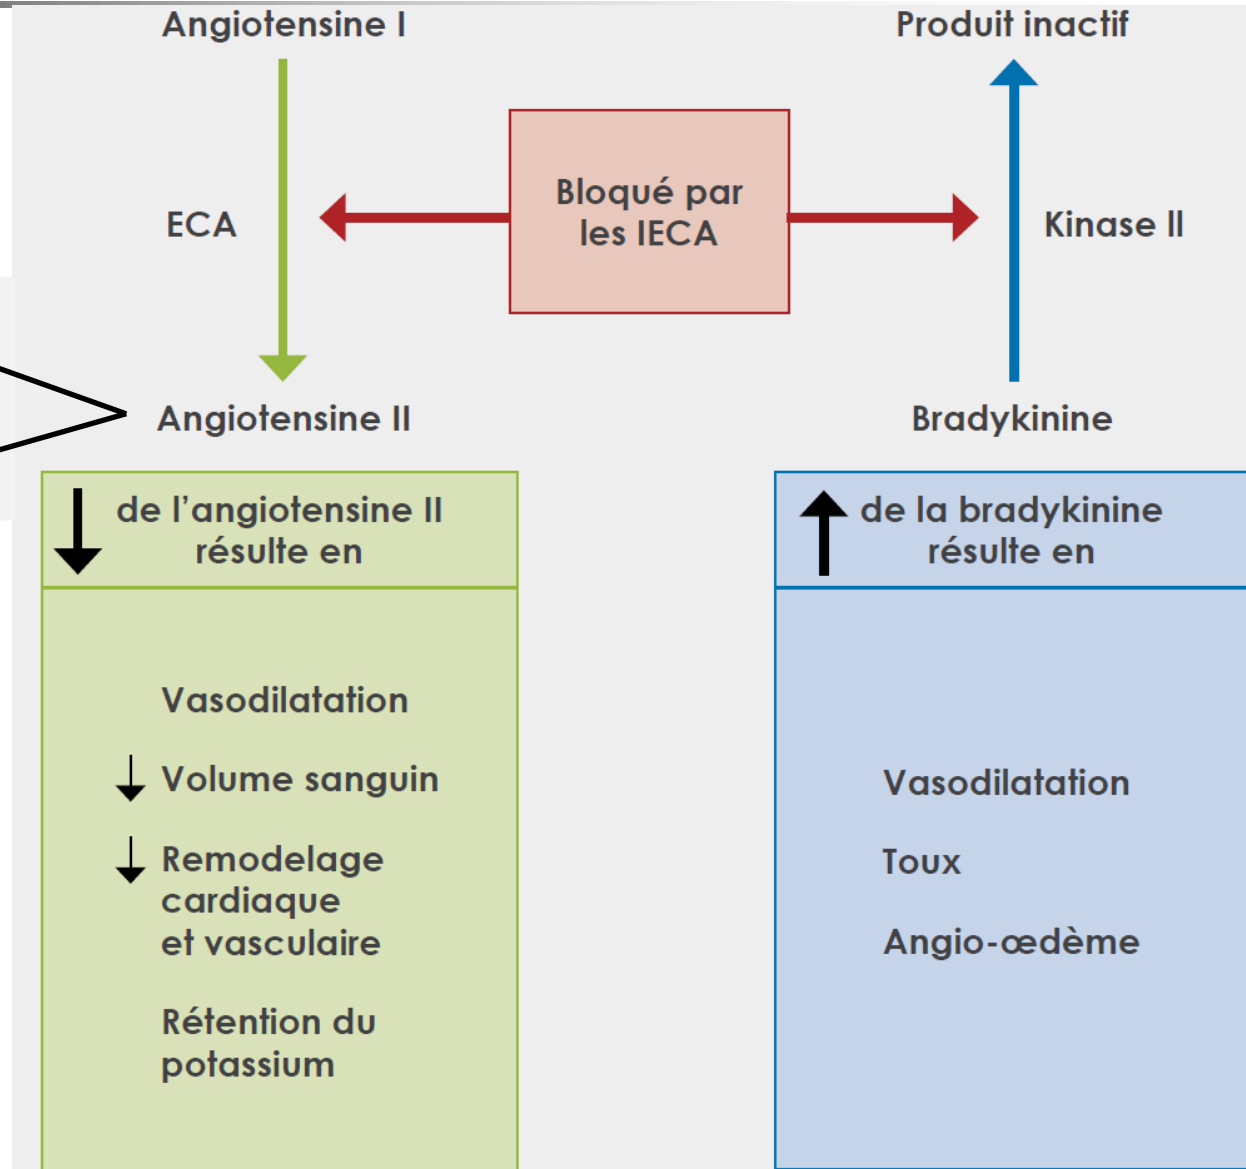 Angiotensine I
Produit inactif
Bloqué par
les IECA
ECA
Kinase II
Angiotensine II
Bradykinine
de l’angiotensine II
résulte en
de la bradykinine
résulte en
Vasodilatation
Volume sanguin
Remodelage
cardiaque
et vasculaire
Rétention du
potassium
Vasodilatation
Toux
Angio-œdème